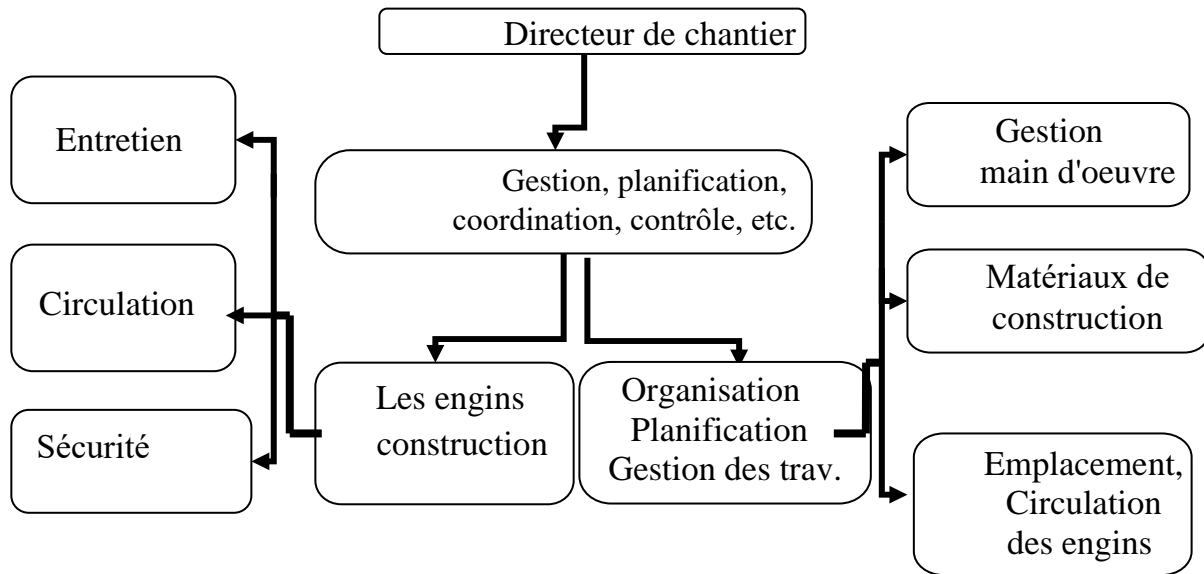 Directeur de chantier
Entretien
Gestion
main d'oeuvre
Gestion, planification,
coordination, contrôle, etc.
Circulation
Matériaux de
construction
Les engins
construction
Organisation
Planification
Gestion des trav.
Sécurité
Emplacement,
Circulation
des engins